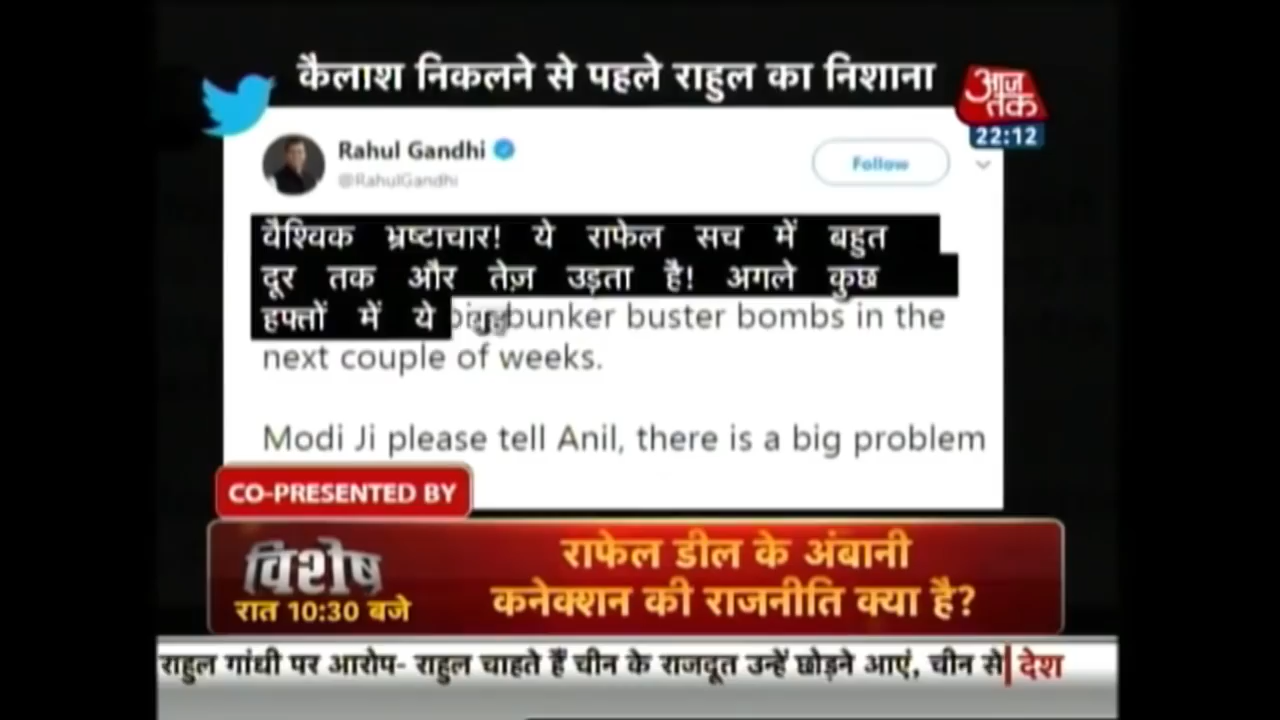 कैलाश निकलने से पहले राहुल का निशाना
आज
तक
22:12
Rahul Gandhi
@RahulGandhi
Follow
वैश्विक भ्रष्टाचार! ये राफेल सच में बहुत
दूर तक और तेज़ उड़ता है! अगले कुछ
हफ्तों में ये bunker buster bombs in the
next couple of weeks.
Modi Ji please tell Anil, there is a big problem
CO-PRESENTED BY
विशेष
रात 10:30 बजे
राफेल डील के अंबानी
कनेक्शन की राजनीति क्या है?
राहुल गांधी पर आरोप- राहुल चाहते हैं चीन के राजदूत उन्हें छोड़ने आएं, चीन से देश